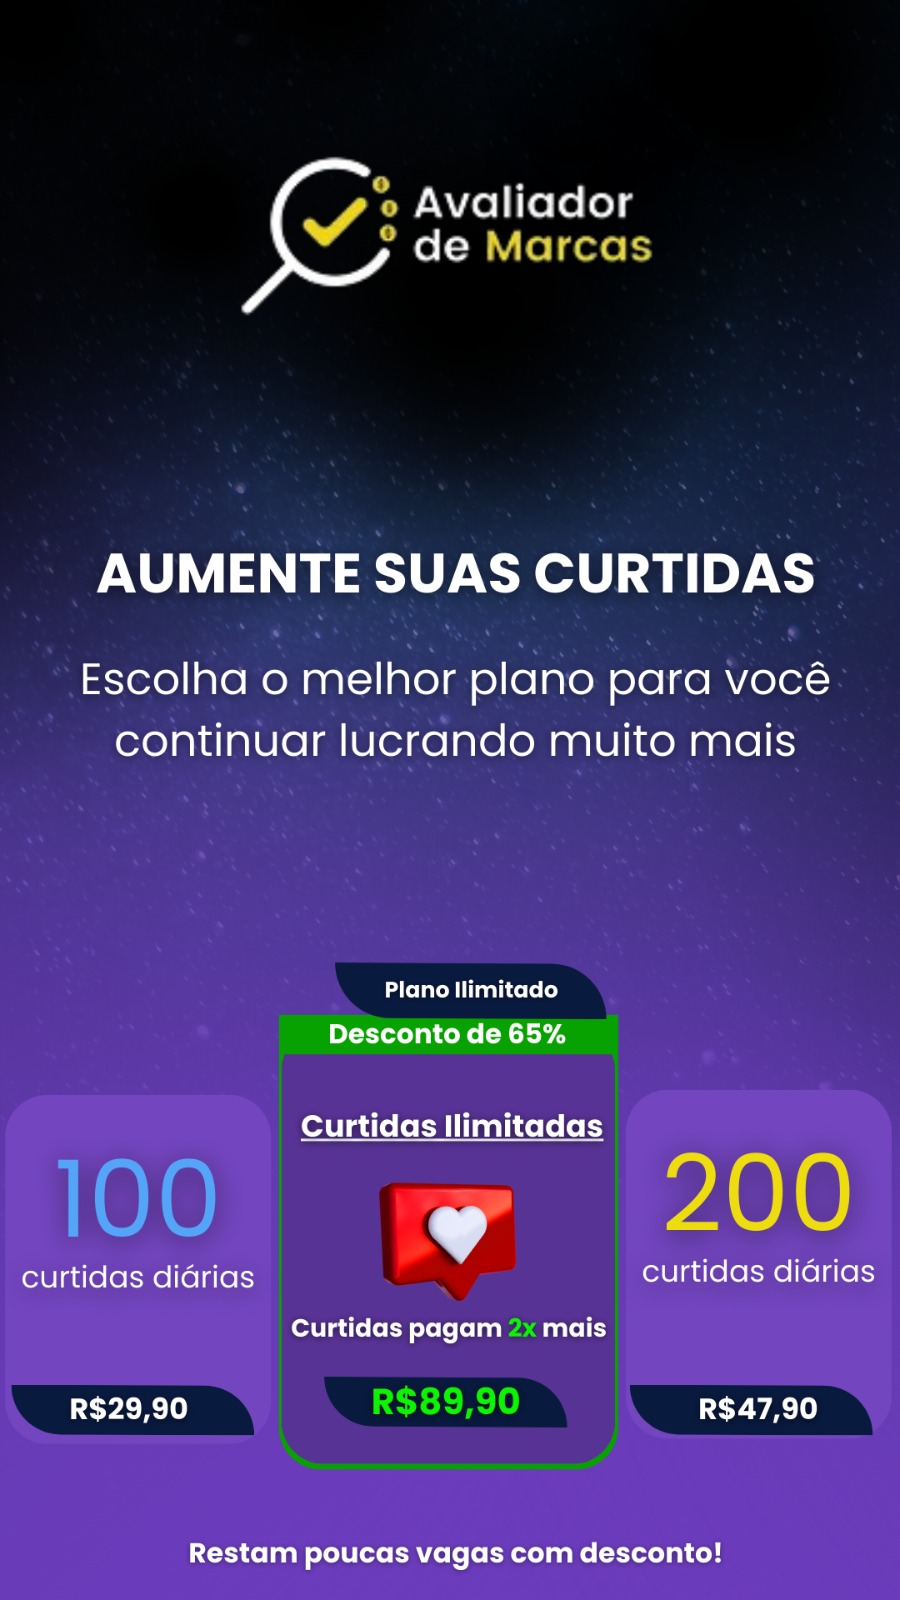 Avaliador
de Marcas
AUMENTE SUAS CURTIDAS
Escolha o melhor plano para você
continuar lucrando muito mais
Plano Ilimitado
Desconto de 65%
Curtidas Ilimitadas
Curtidas pagam 2x mais
R$89,90
100
curtidas diárias
R$29,90
200
curtidas diárias
R$47,90
Restam poucas vagas com desconto!